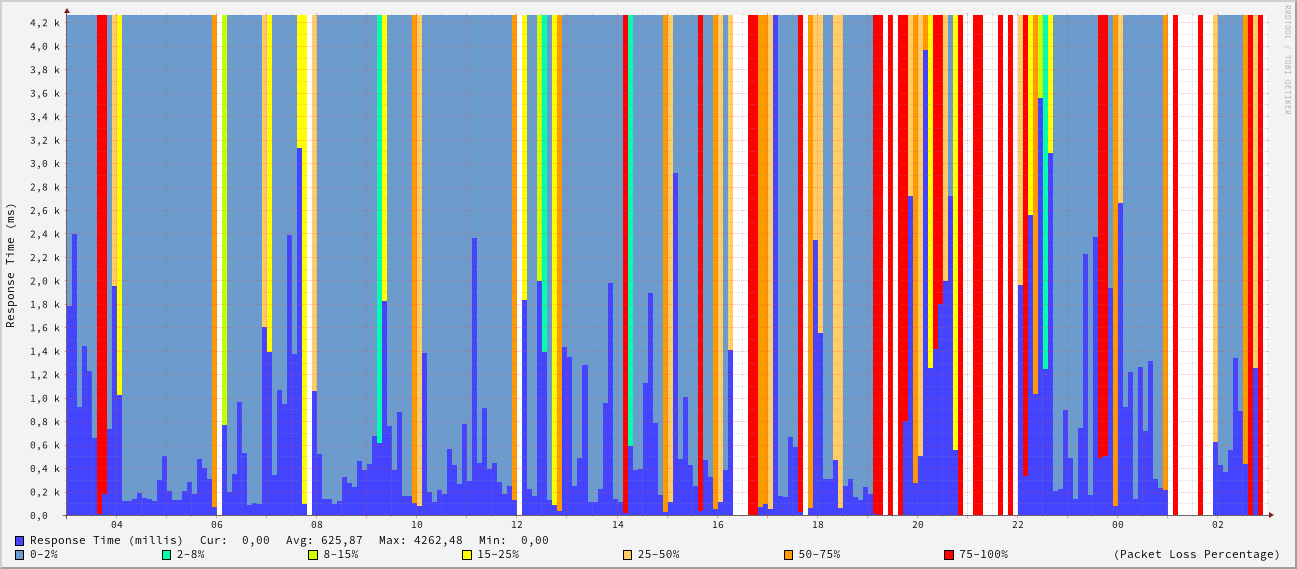 RRDTOOL / TOBI OETIKER
Response Time (ms)
4,2 k
4,0 k
3,8 k
3,6 k
3,4 k
3,2 k
3,0 k
2,8 k
2,6 k
2,4 k
2,2 k
2,0 k
1,8 k
1,6 k
1,4 k
1,2 k
1,0 k
0,8 k
0,6 k
0,4 k
0,2 k
0,0
04 06 08 10 12 14 16 18 20 22 00 02
Response Time (millis) Cur: 0,00 Avg: 625,87 Max: 4262,48 Min: 0,00
0-2% 2-8% 8-15% 15-25% 25-50% 50-75% 75-100% (Packet Loss Percentage)